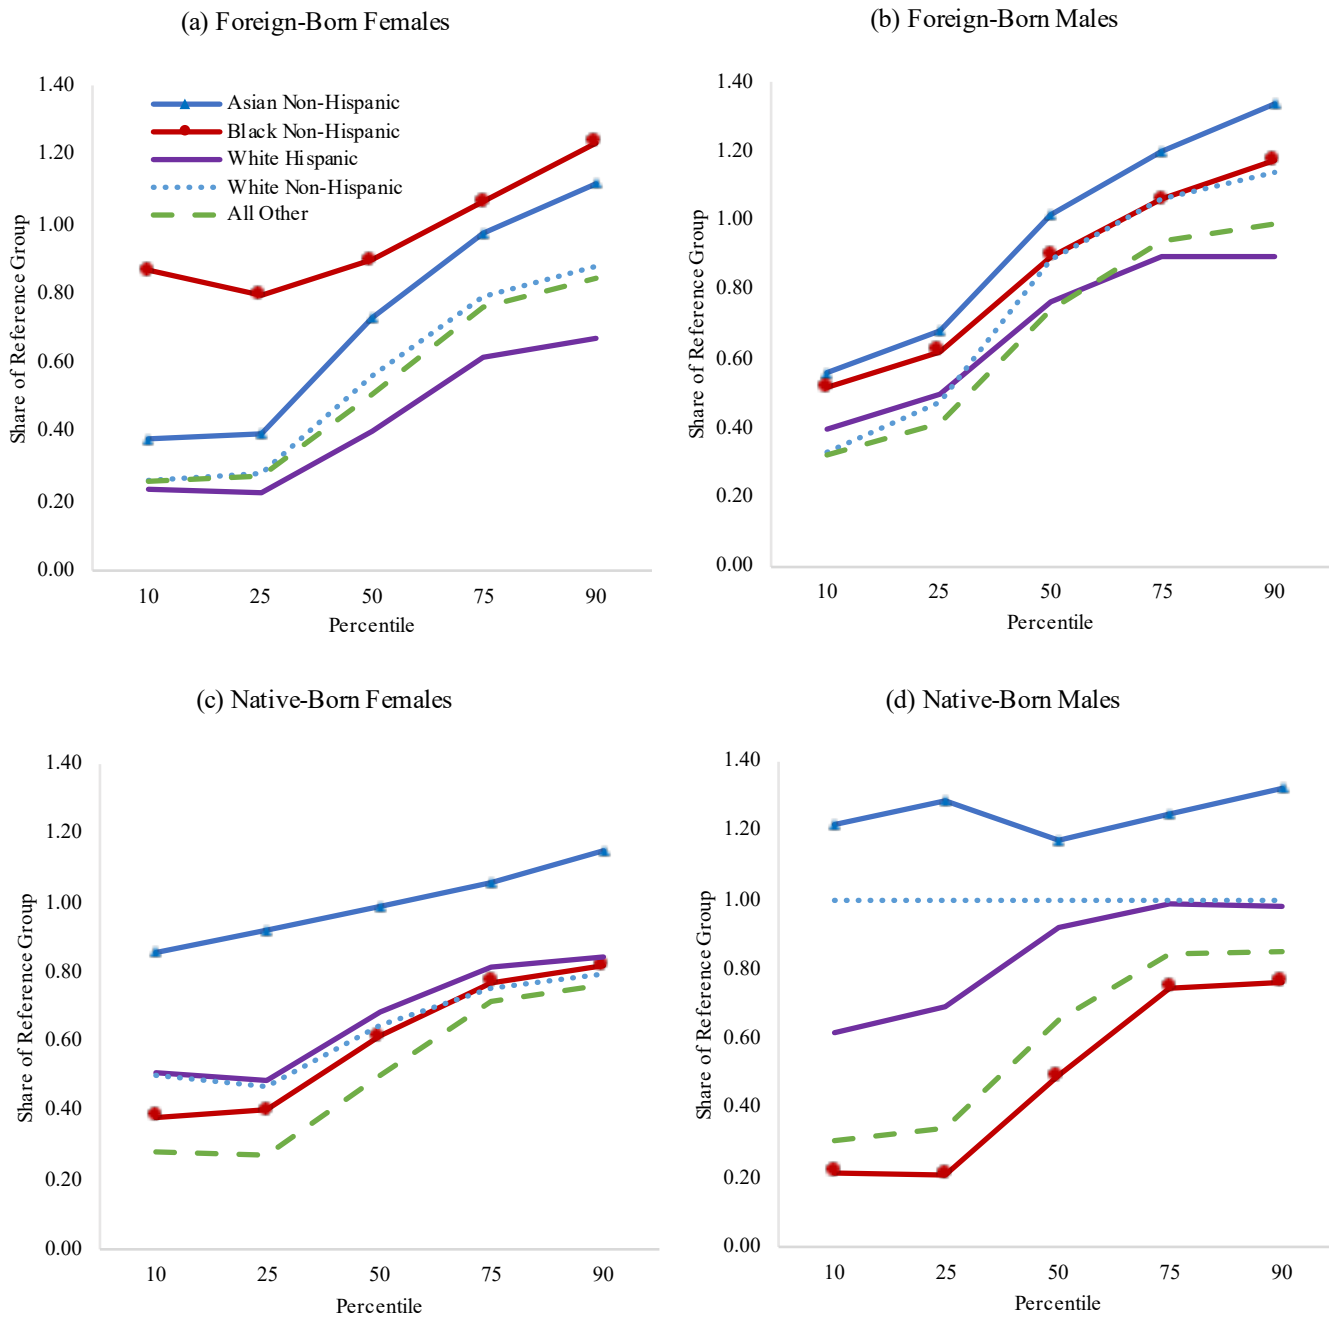 (a) Foreign-Born Females
1.40
1.20
1.00
0.80
0.60
0.40
0.20
0.00
Share of Reference Group
Asian Non-Hispanic
Black Non-Hispanic
White Hispanic
White Non-Hispanic
All Other
10 25 50 75 90
Percentile
(b) Foreign-Born Males
1.40
1.20
1.00
0.80
0.60
0.40
0.20
0.00
Share of Reference Group
10 25 50 75 90
Percentile
(c) Native-Born Females
1.40
1.20
1.00
0.80
0.60
0.40
0.20
0.00
Share of Reference Group
10 25 50 75 90
Percentile
(d) Native-Born Males
1.40
1.20
1.00
0.80
0.60
0.40
0.20
0.00
Share of Reference Group
10 25 50 75 90
Percentile